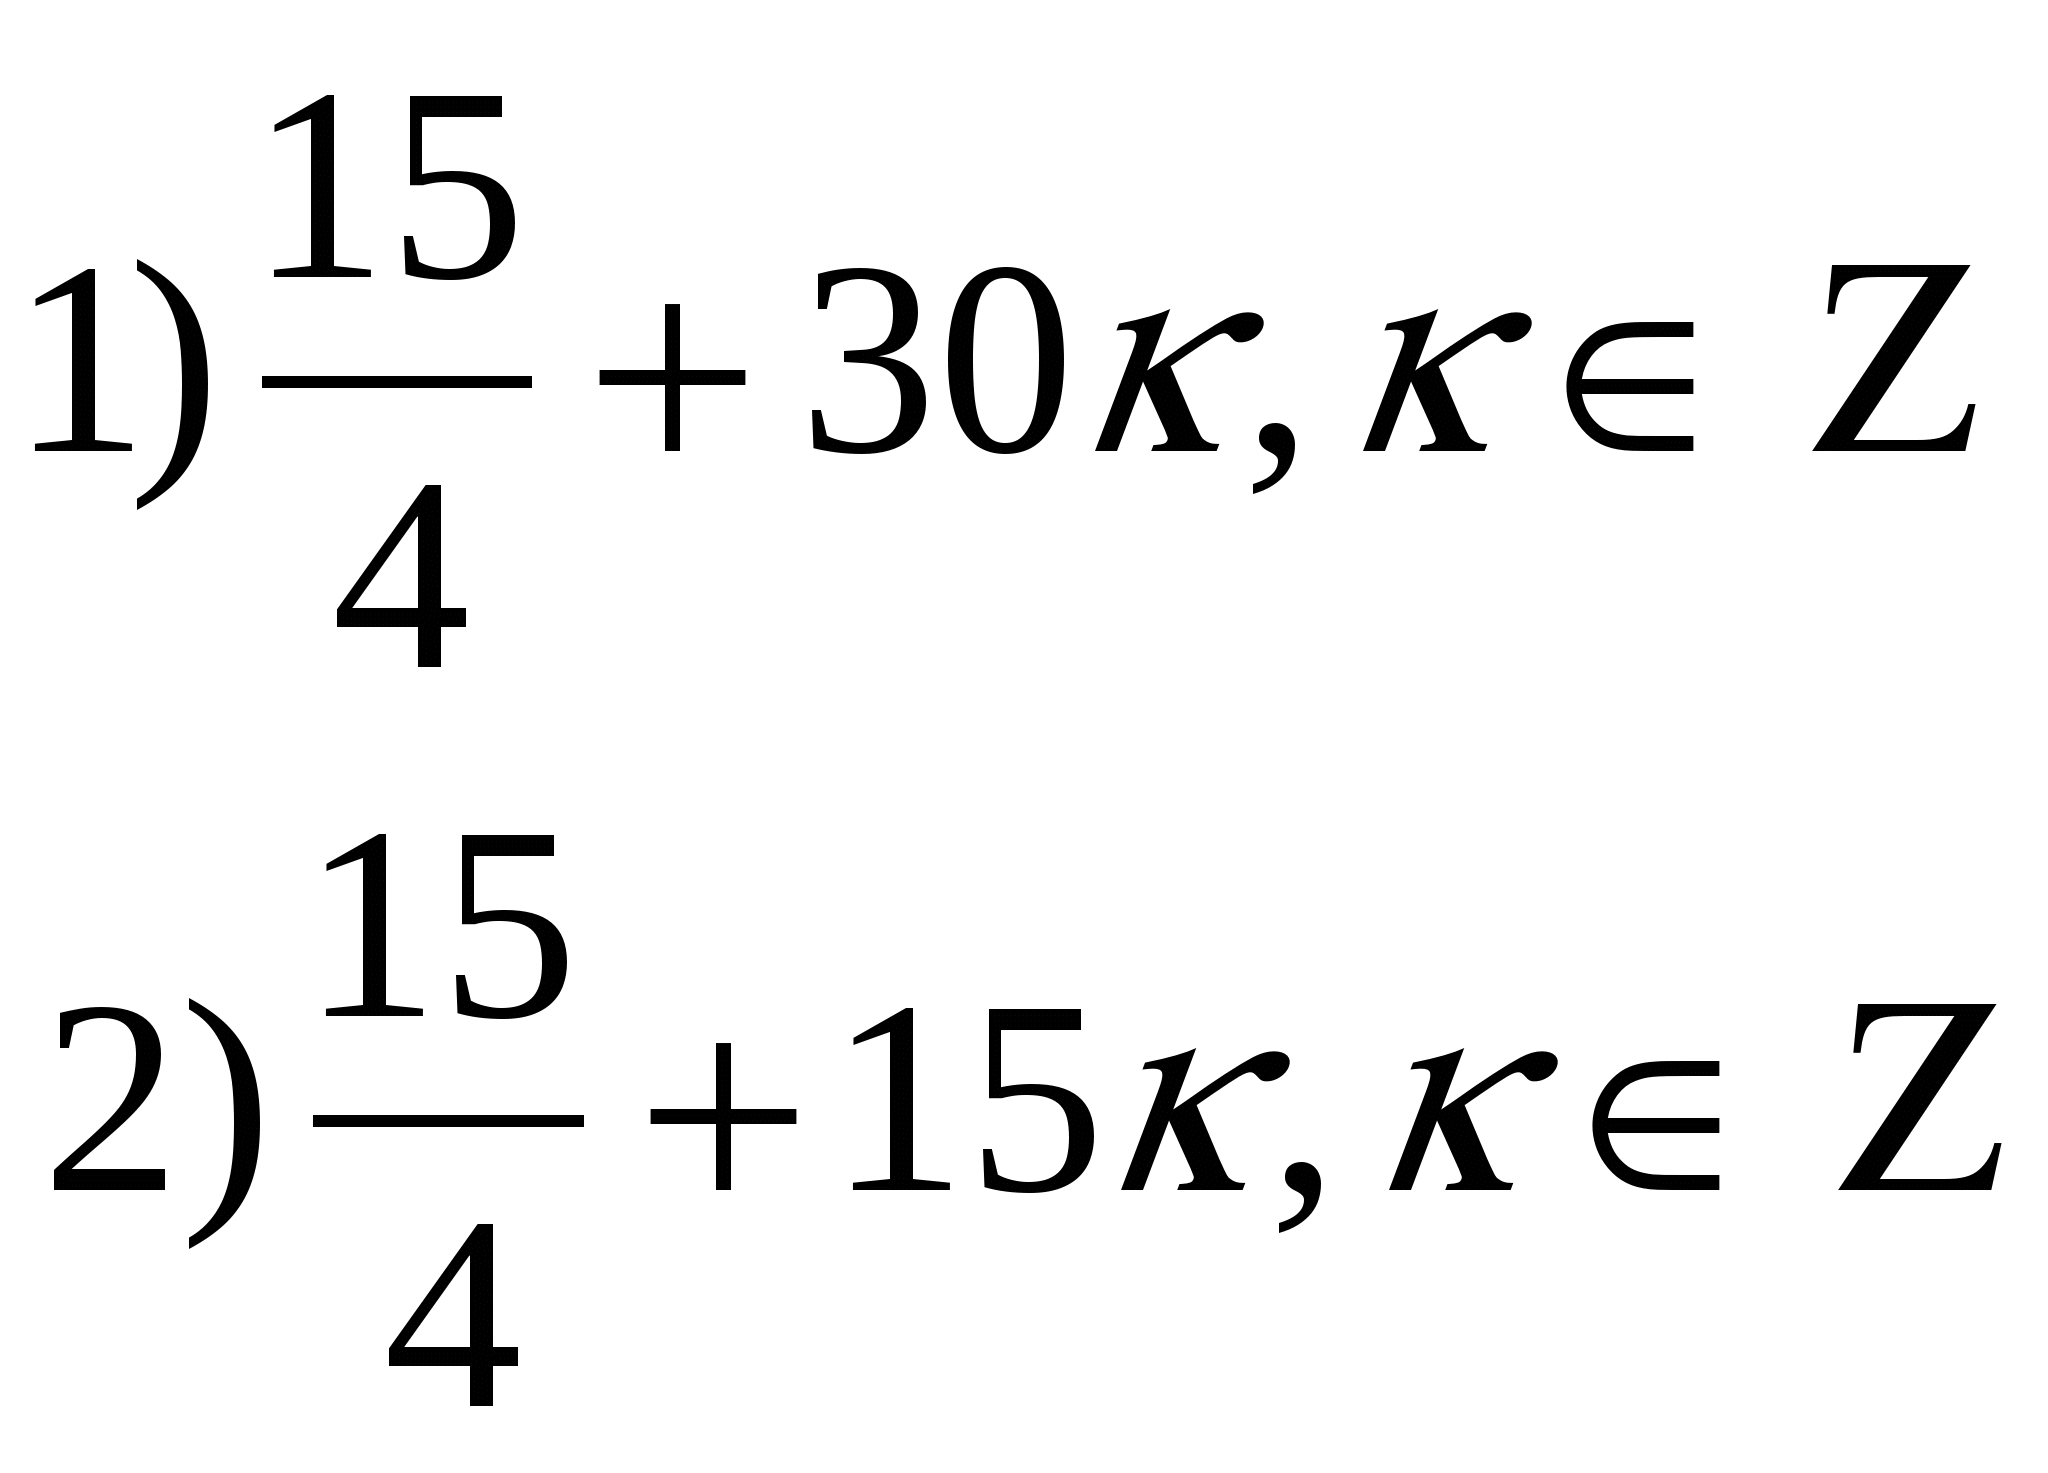 1) 15/4 + 30к, к ∈ Z
2) 15/4 + 15к, к ∈ Z